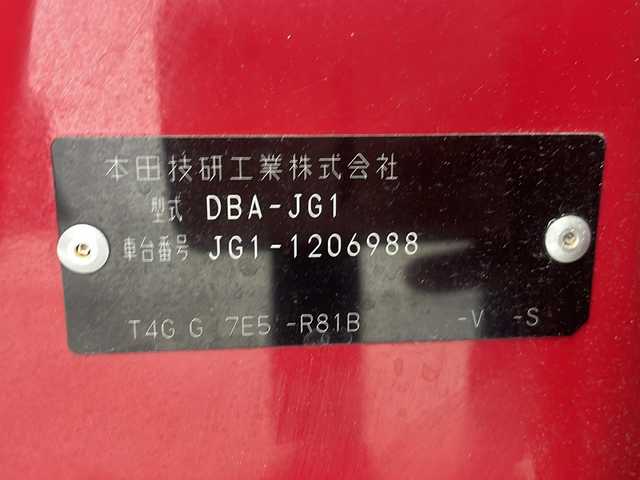 本田技研工業株式会社
型式 DBA-JG1
車台番号 JG1-1206988
T4G G 7E5 -R81B -V -S